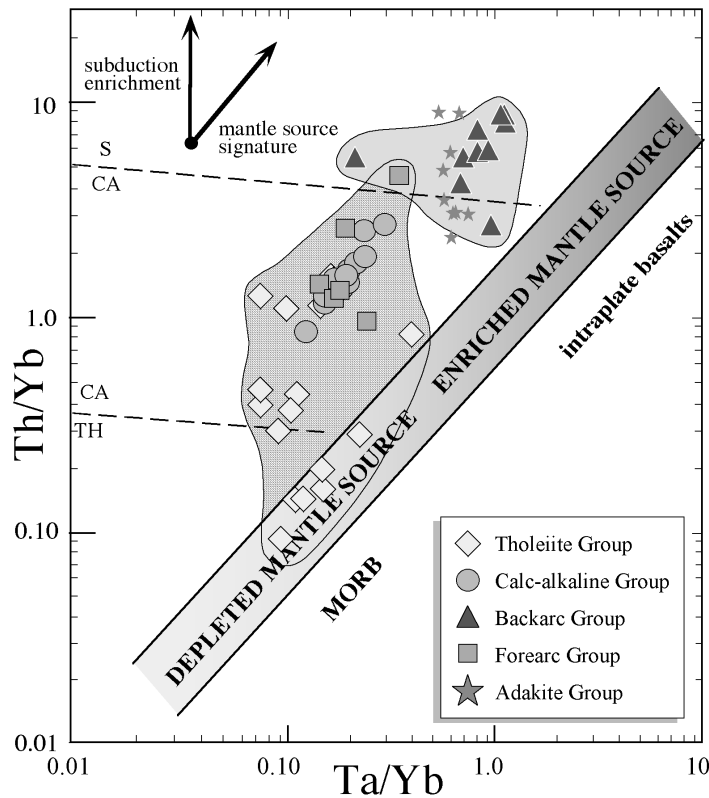 subduction
enrichment
mantle source
signature
10
S
CA
1.0
CA
TH
0.10
0.01
Th/Yb
ENRICHED MANTLE SOURCE
intraplate basalts
DEPLETED MANTLE SOURCE
MORB
Tholeiite Group
Calc-alkaline Group
Backarc Group
Forearc Group
Adakite Group
0.01
0.10
1.0
10
Ta/Yb